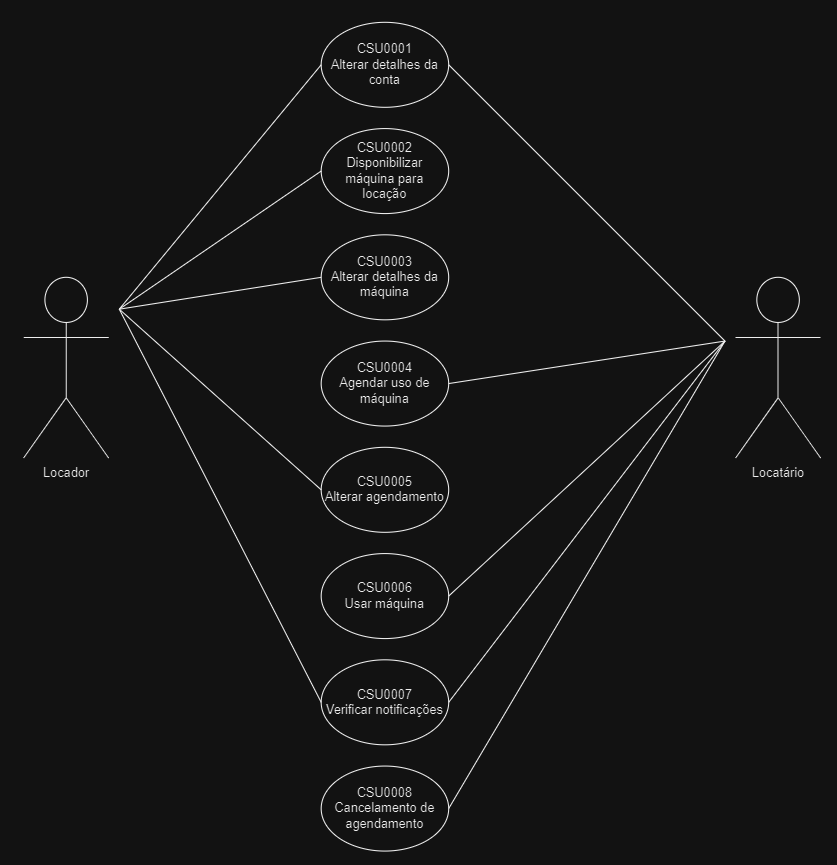 CSU0001
Alterar detalhes da
conta
CSU0002
Disponibilizar
máquina para
locação
CSU0003
Alterar detalhes da
máquina
CSU0004
Agendar uso de
máquina
Locador
Locatário
CSU0005
Alterar agendamento
CSU0006
Usar máquina
CSU0007
Verificar notificações
CSU0008
Cancelamento de
agendamento